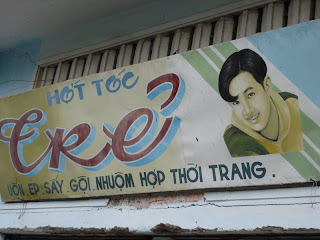 HỚT TÓC
TRẺ
UỐN, ÉP SẤY, GỘI, NHUỘM HỢP THỜI TRANG.